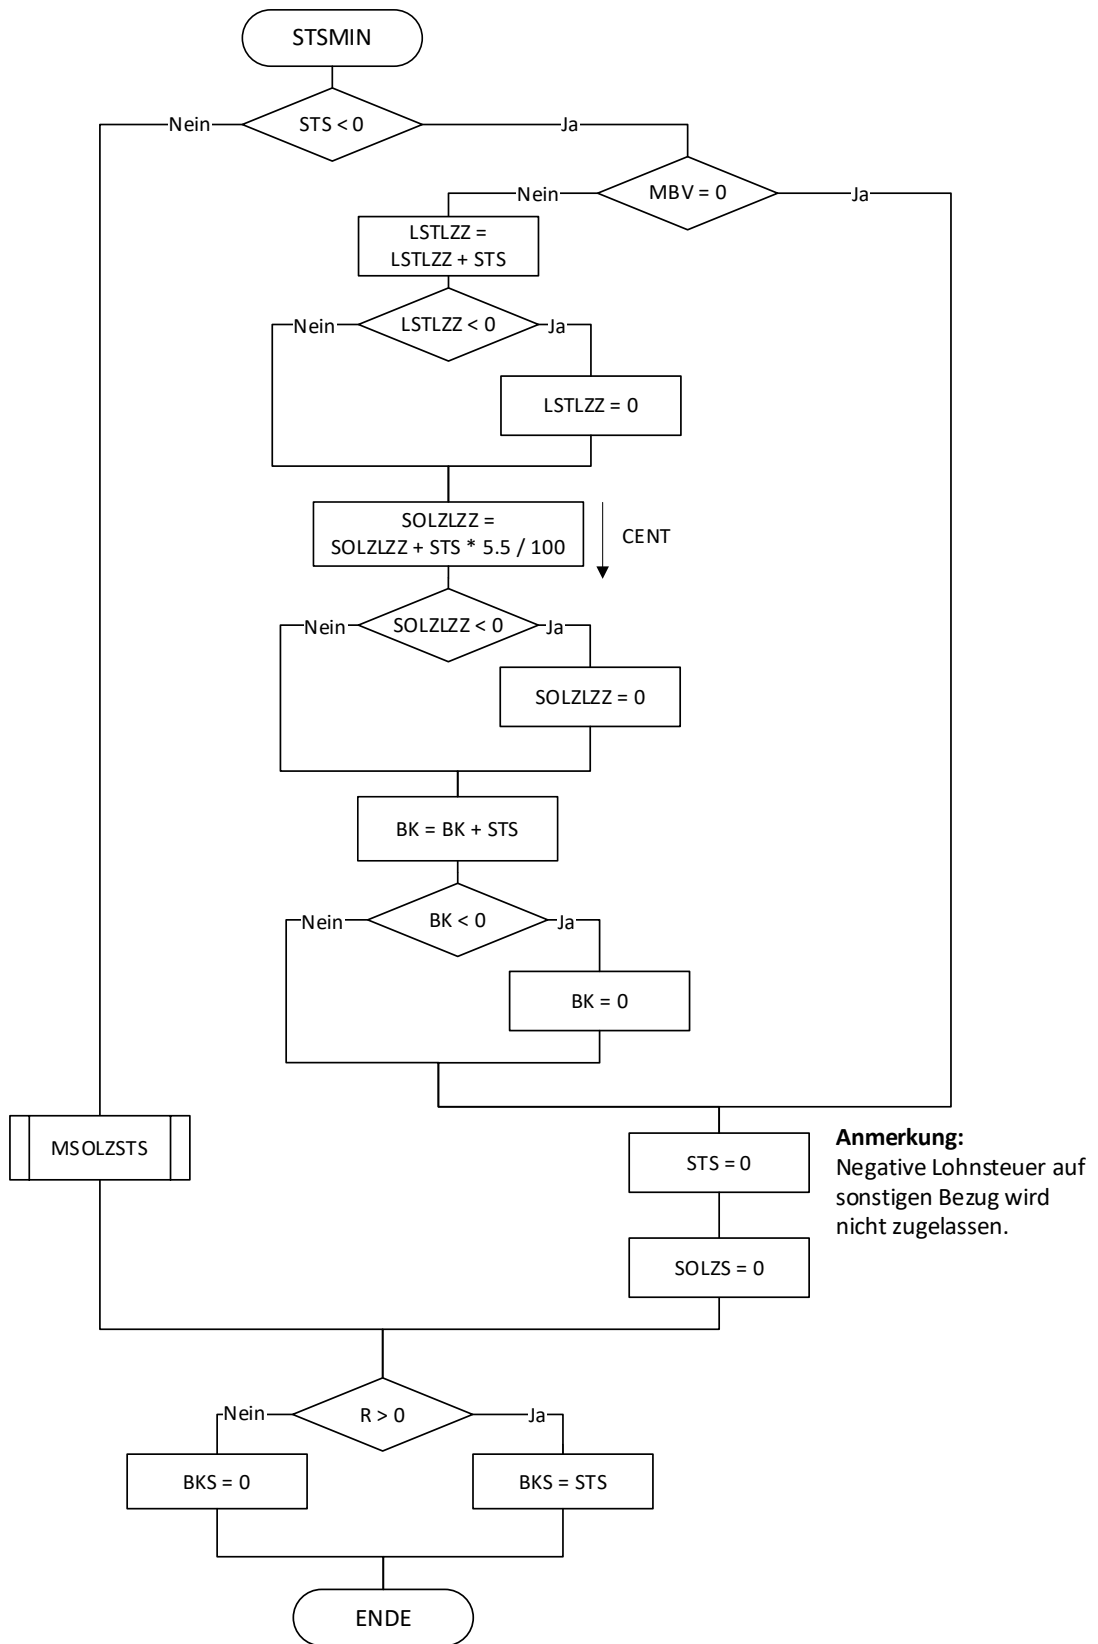 STSMIN
Nein
STS < 0
Ja
Nein
MBV = 0
Ja
LSTLZZ =
LSTLZZ + STS
Nein
LSTLZZ < 0
Ja
LSTLZZ = 0
SOLZLZZ =
SOLZLZZ + STS * 5.5 / 100
CENT
Nein
SOLZLZZ < 0
Ja
SOLZLZZ = 0
BK = BK + STS
Nein
BK < 0
Ja
BK = 0
MSOLZSTS
STS = 0
Anmerkung:
Negative Lohnsteuer auf
sonstigen Bezug wird
nicht zugelassen.
SOLZS = 0
Nein
R > 0
Ja
BKS = 0
BKS = STS
ENDE